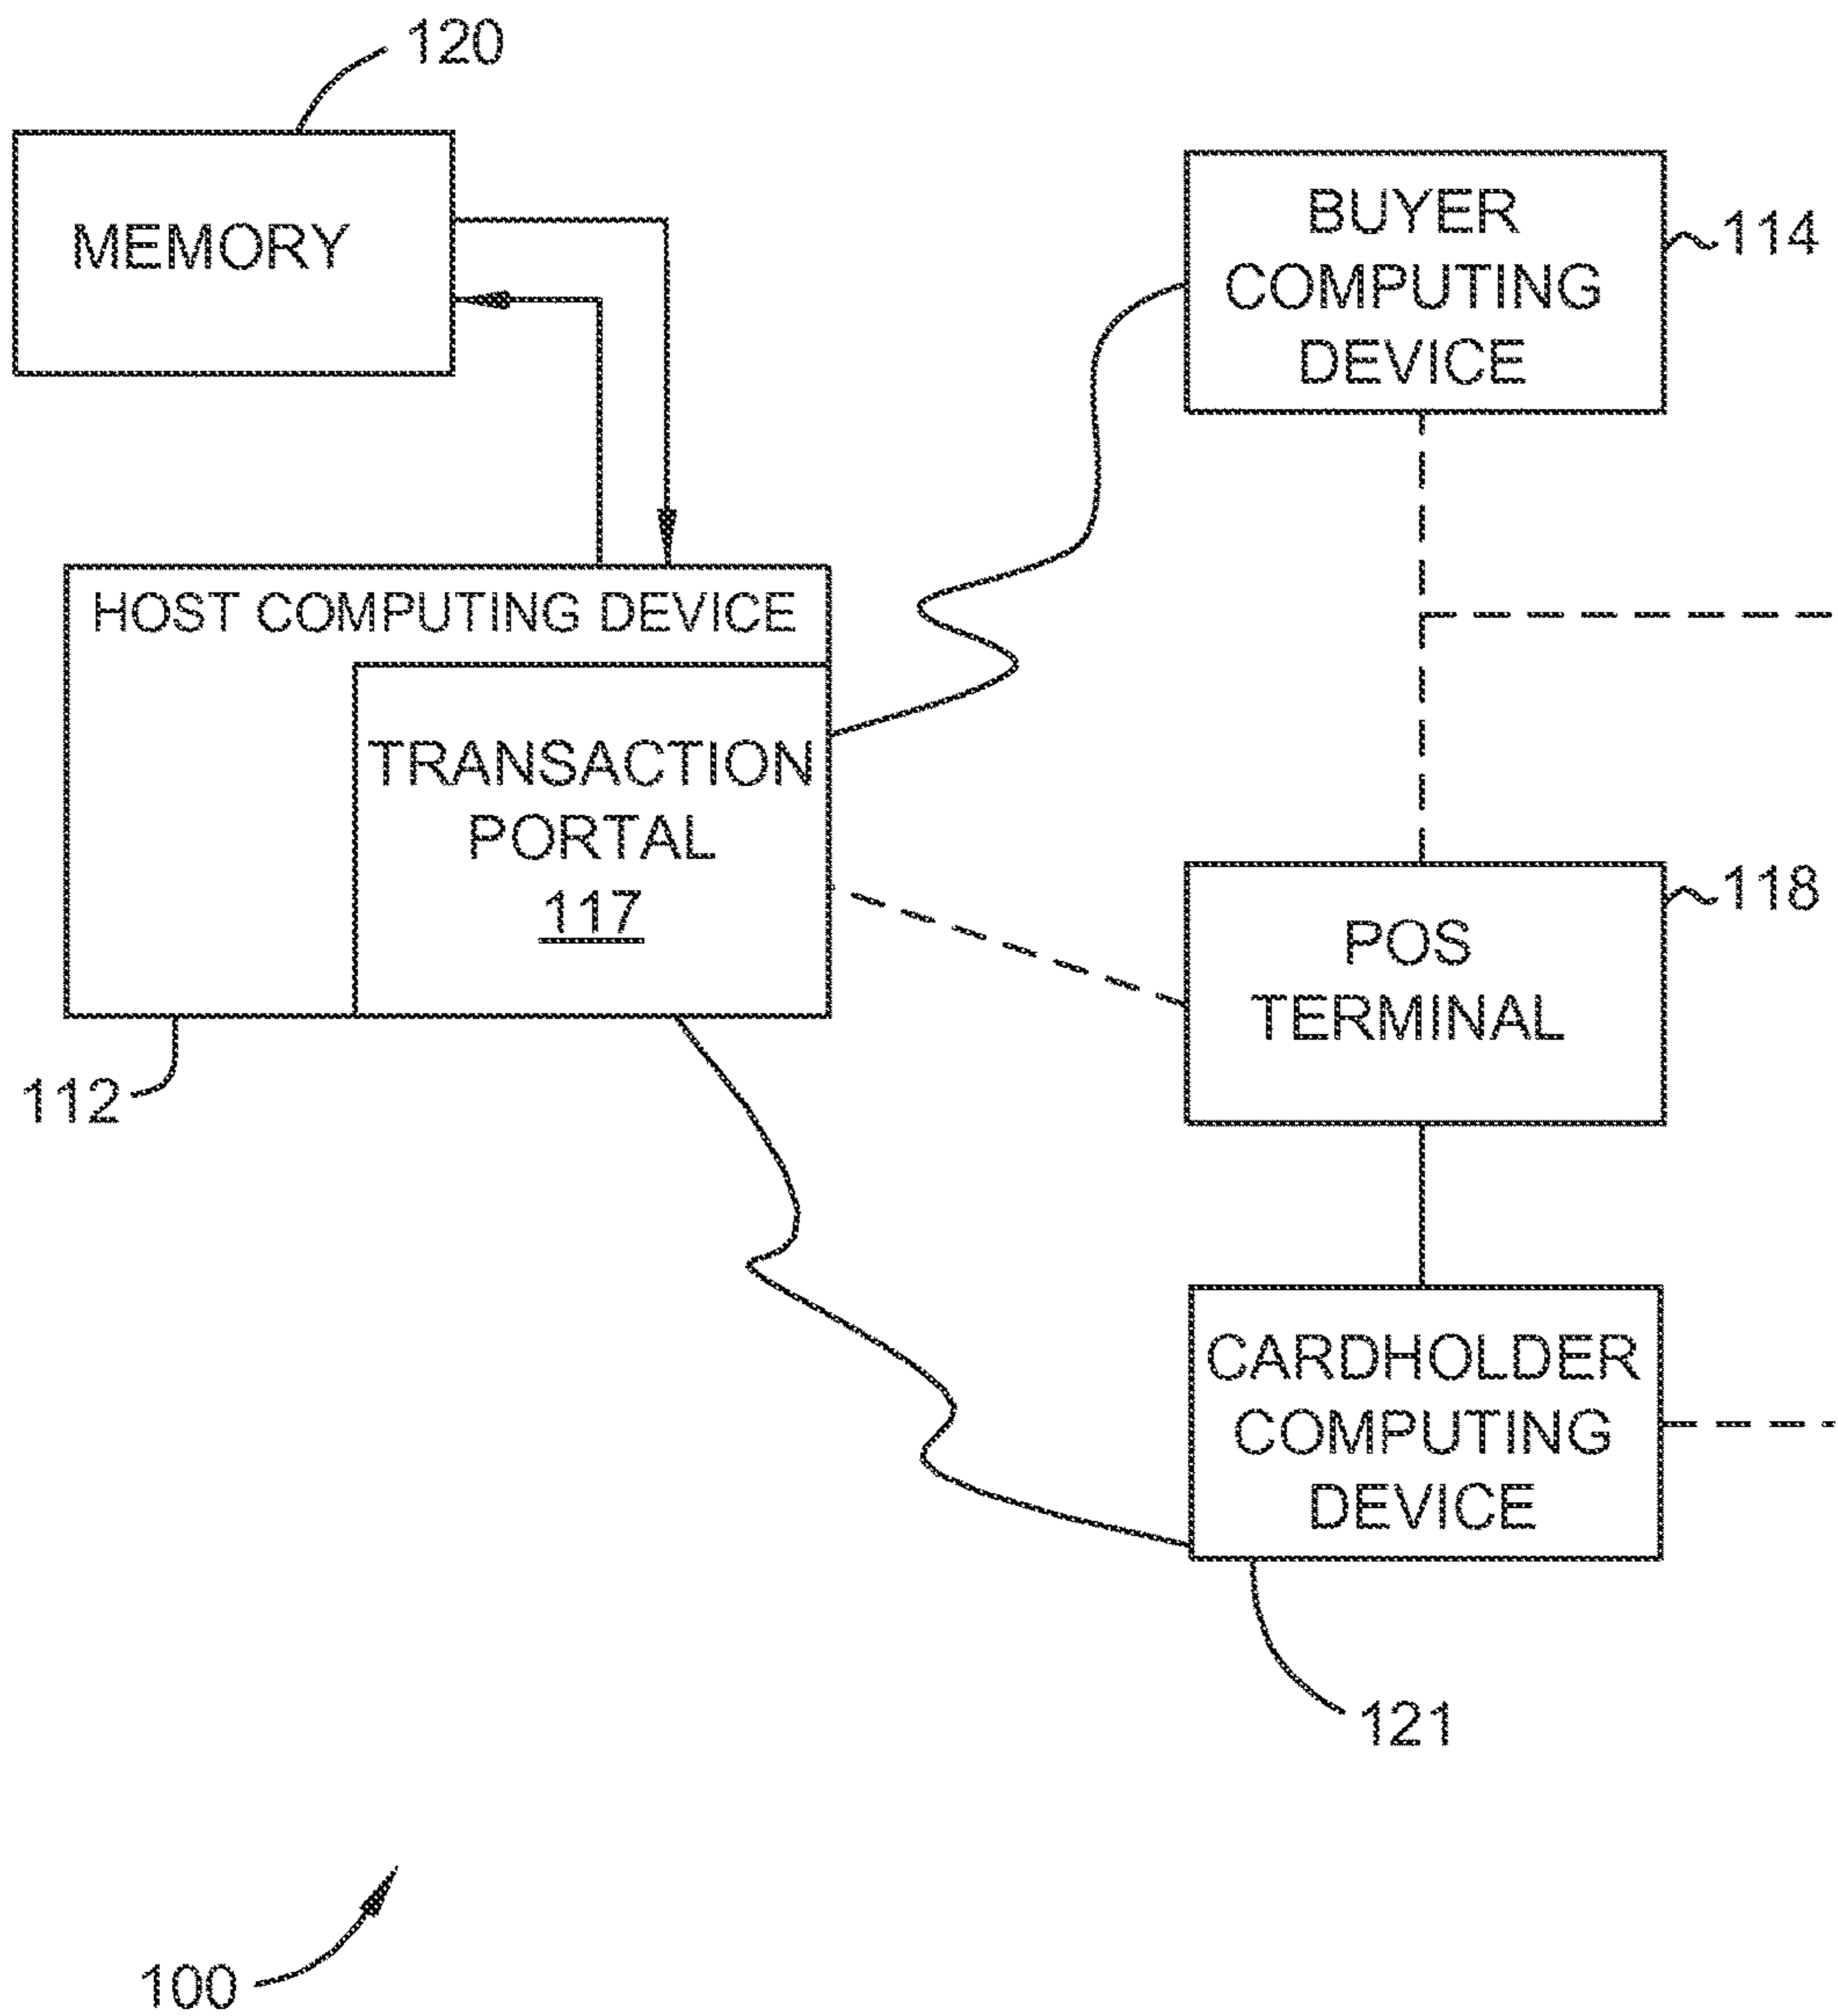 120
MEMORY
BUYER
COMPUTING
DEVICE
114
HOST COMPUTING DEVICE
TRANSACTION
PORTAL
117
112
POS
TERMINAL
118
CARDHOLDER
COMPUTING
DEVICE
121
100